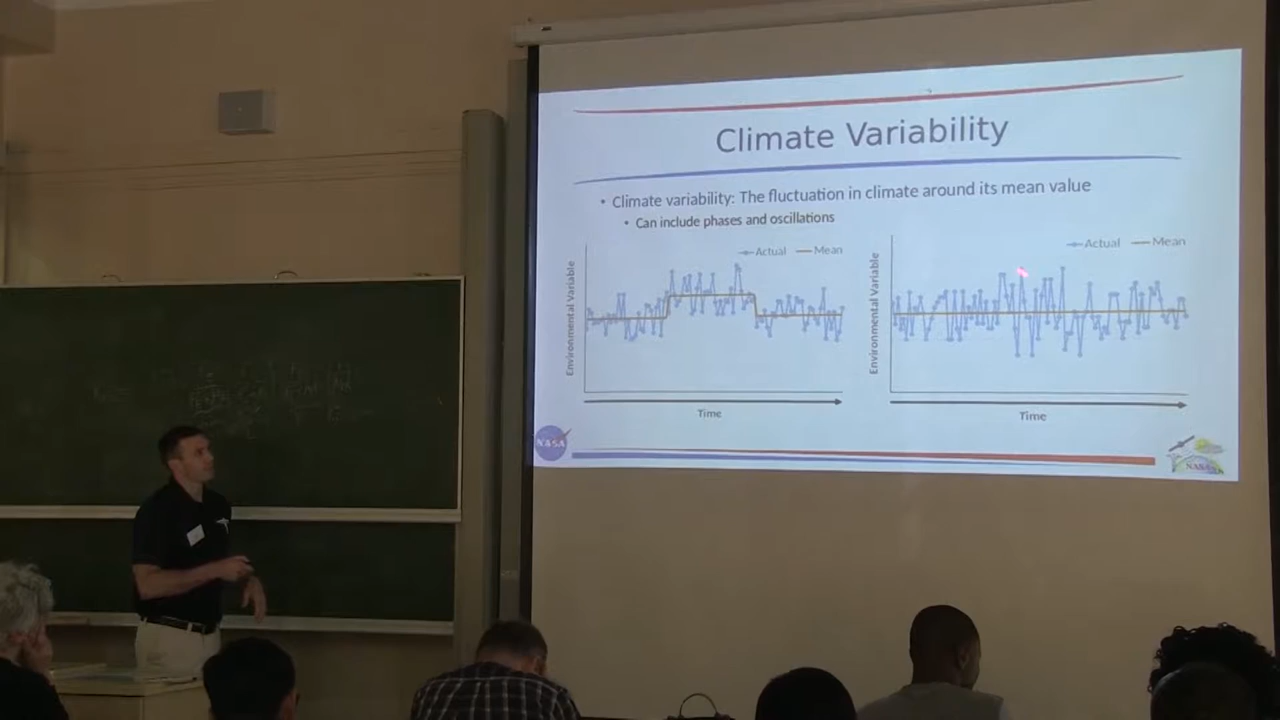 Climate Variability
• Climate variability: The fluctuation in climate around its mean value
• Can include phases and oscillations
Actual Mean
Environmental Variable
Time
Actual Mean
Environmental Variable
Time
NASA
NASA